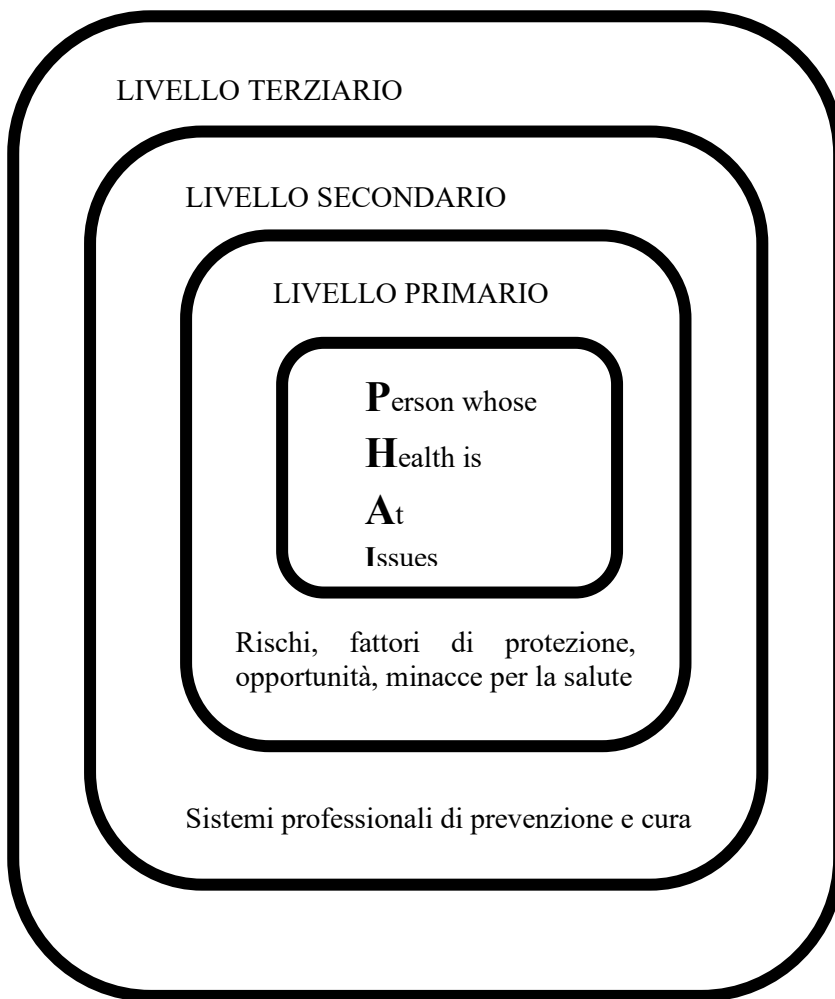 LIVELLO TERZIARIO
LIVELLO SECONDARIO
LIVELLO PRIMARIO
Person whose
Health is
At
Issues
Rischi, fattori di protezione,
opportunità, minacce per la salute
Sistemi professionali di prevenzione e cura